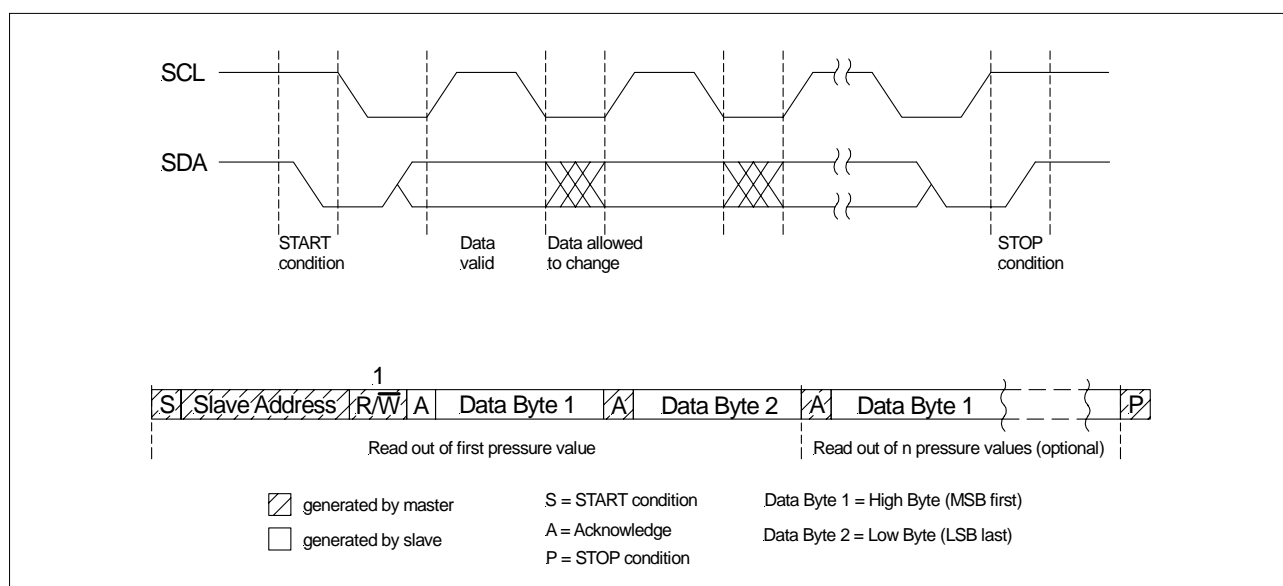 SCL
SDA
START
condition
Data
valid
Data allowed
to change
STOP
condition
1
S Slave Address R/W̅ A Data Byte 1 A Data Byte 2 A Data Byte 1 P
Read out of first pressure value
Read out of n pressure values (optional)
generated by master
generated by slave
S = START condition
A = Acknowledge
P = STOP condition
Data Byte 1 = High Byte (MSB first)
Data Byte 2 = Low Byte (LSB last)